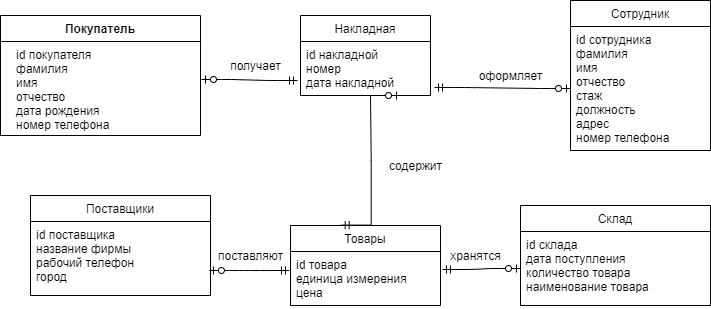 Покупатель
id покупателя
фамилия
имя
отчество
дата рождения
номер телефона
получает
Накладная
id накладной
номер
дата накладной
оформляет
Сотрудник
id сотрудника
фамилия
имя
отчество
стаж
должность
адрес
номер телефона
содержит
Поставщики
id поставщика
название фирмы
рабочий телефон
город
поставляют
Товары
id товара
единица измерения
цена
хранятся
Склад
id склада
дата поступления
количество товара
наименование товара